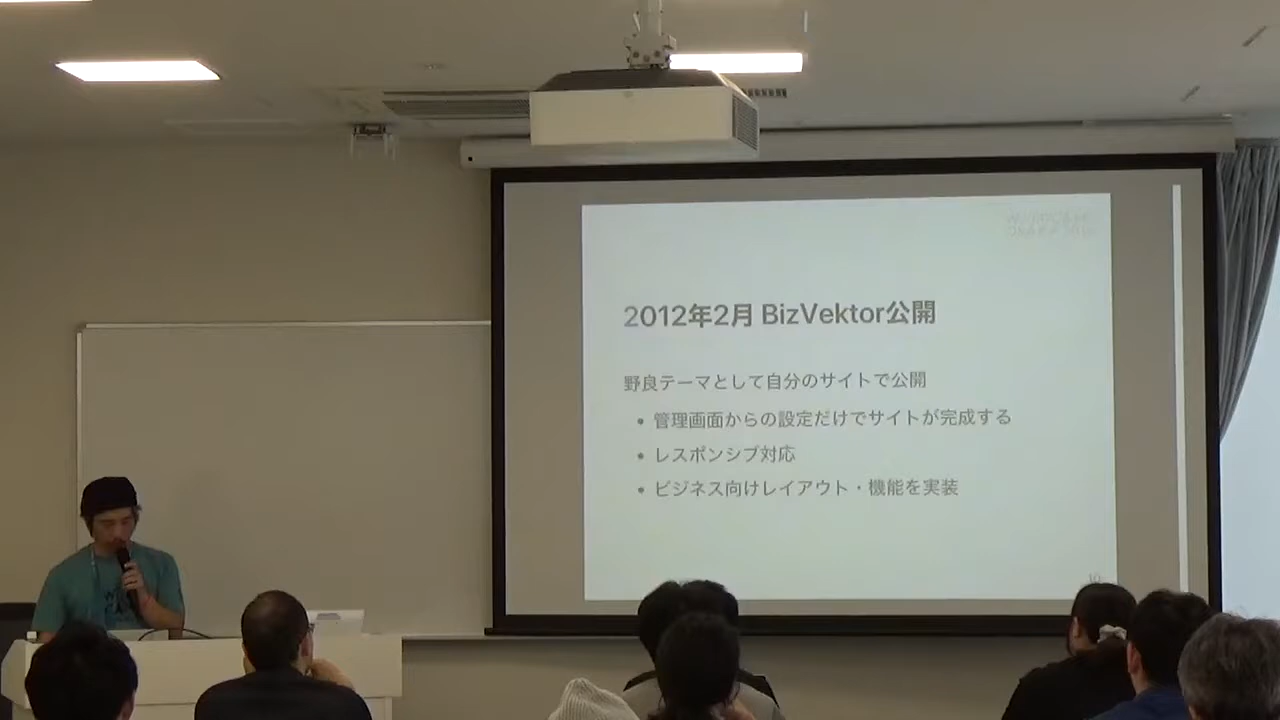 2012年2月 BizVektor公開
野良テーマとして自分のサイトで公開
• 管理画面からの設定だけでサイトが完成する
• レスポンシブ対応
• ビジネス向けレイアウト・機能を実装